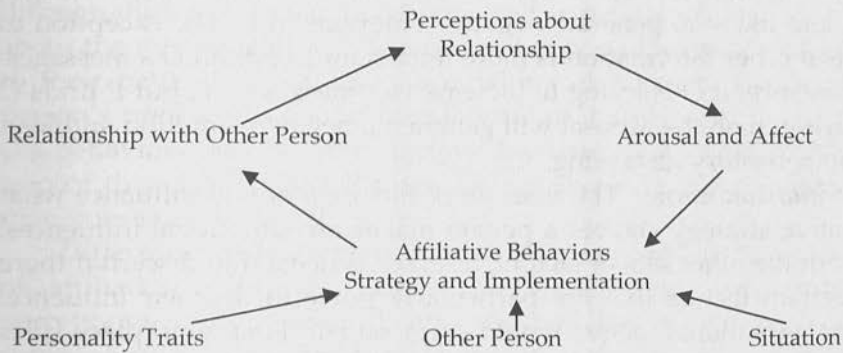 Perceptions about
Relationship
Relationship with Other Person
Arousal and Affect
Affiliative Behaviors
Strategy and Implementation
Personality Traits
Other Person
Situation